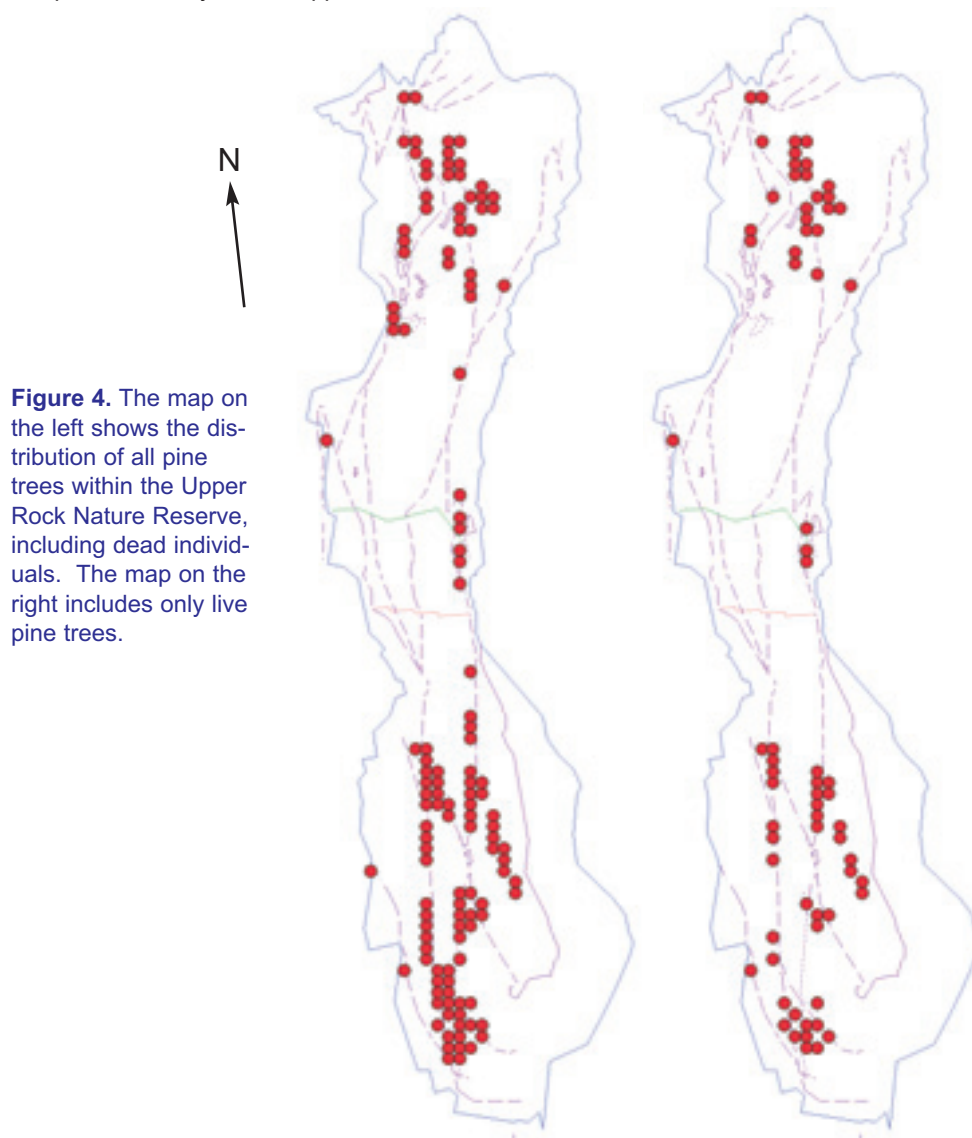 N
Figure 4. The map on
the left shows the dis-
tribution of all pine
trees within the Upper
Rock Nature Reserve,
including dead individ-
uals. The map on the
right includes only live
pine trees.